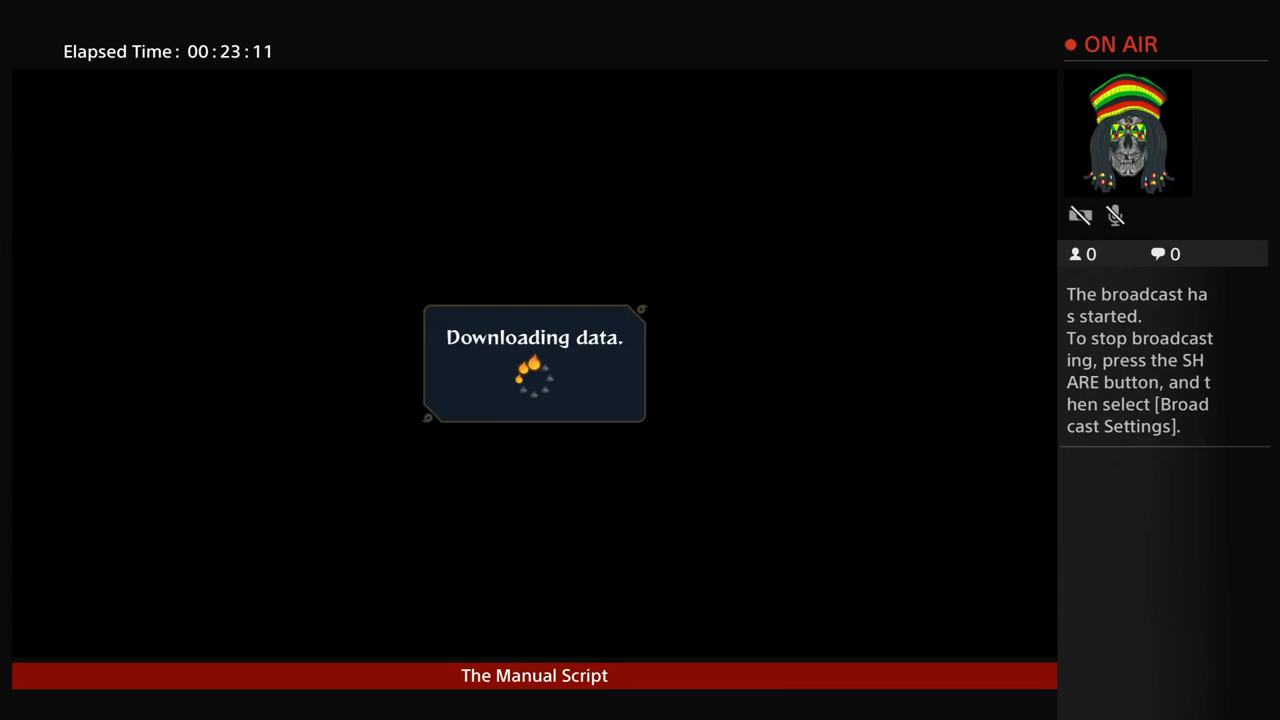 Elapsed Time: 00:23:11
ON AIR
0
0
The broadcast ha
s started.
To stop broadcast
ing, press the SH
ARE button, and t
hen select [Broad
cast Settings].
Downloading data.
The Manual Script